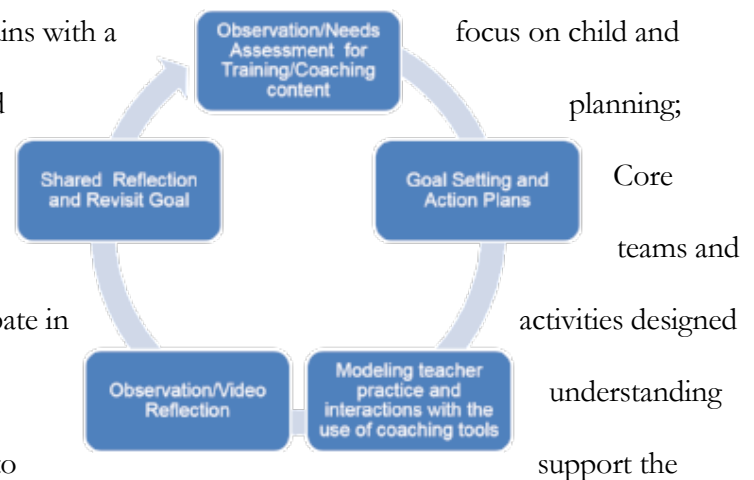 ins with a
focus on child and
Observation/Needs
Assessment for
Training/Coaching
content
planning;
Shared Reflection
and Revisit Goal
Goal Setting and
Action Plans
Core
teams and
pate in
activities designed
Observation/Video
Reflection
Modeling teacher
practice and
interactions with the
use of coaching tools
understanding
to
support the